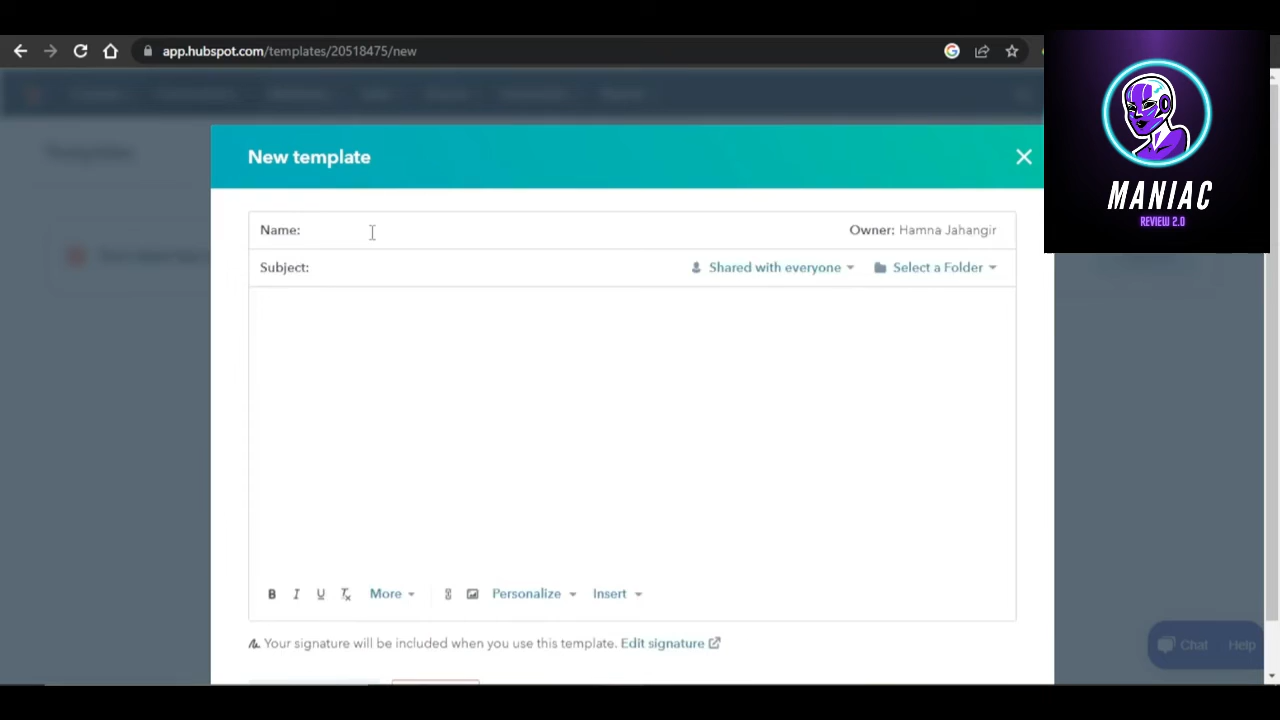 app.hubspot.com/templates/20518475/new
New template
MANIAC
REVIEW 2.0
Name:
Owner: Hamna Jahangir
Subject:
Shared with everyone
Select a Folder
B I U Tx More
Personalize
Insert
Your signature will be included when you use this template. Edit signature
Chat
Help